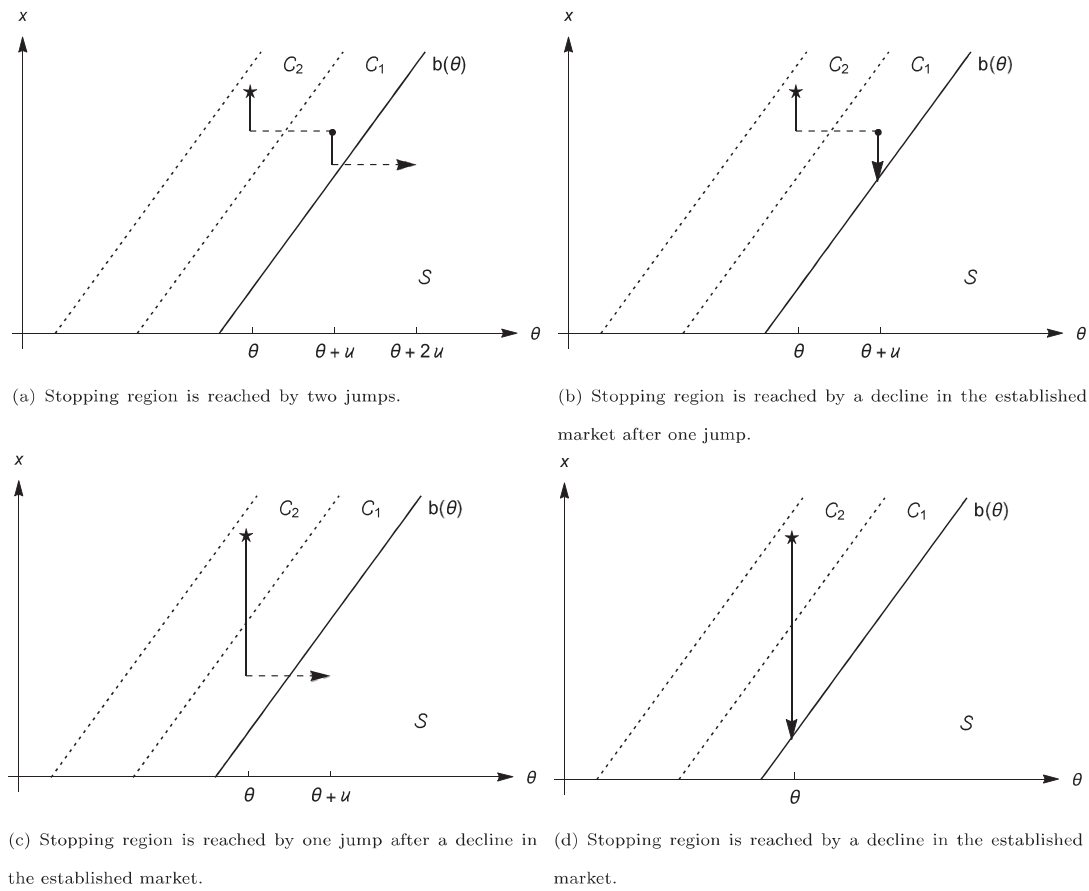 x
C₂
C₁
b(θ)
S
θ
θ + u
θ + 2 u
θ
(a) Stopping region is reached by two jumps.
x
C₂
C₁
b(θ)
S
θ
θ + u
θ
(b) Stopping region is reached by a decline in the established
market after one jump.
x
C₂
C₁
b(θ)
S
θ
θ + u
θ
(c) Stopping region is reached by one jump after a decline in
the established market.
x
C₂
C₁
b(θ)
S
θ
θ
(d) Stopping region is reached by a decline in the established
market.